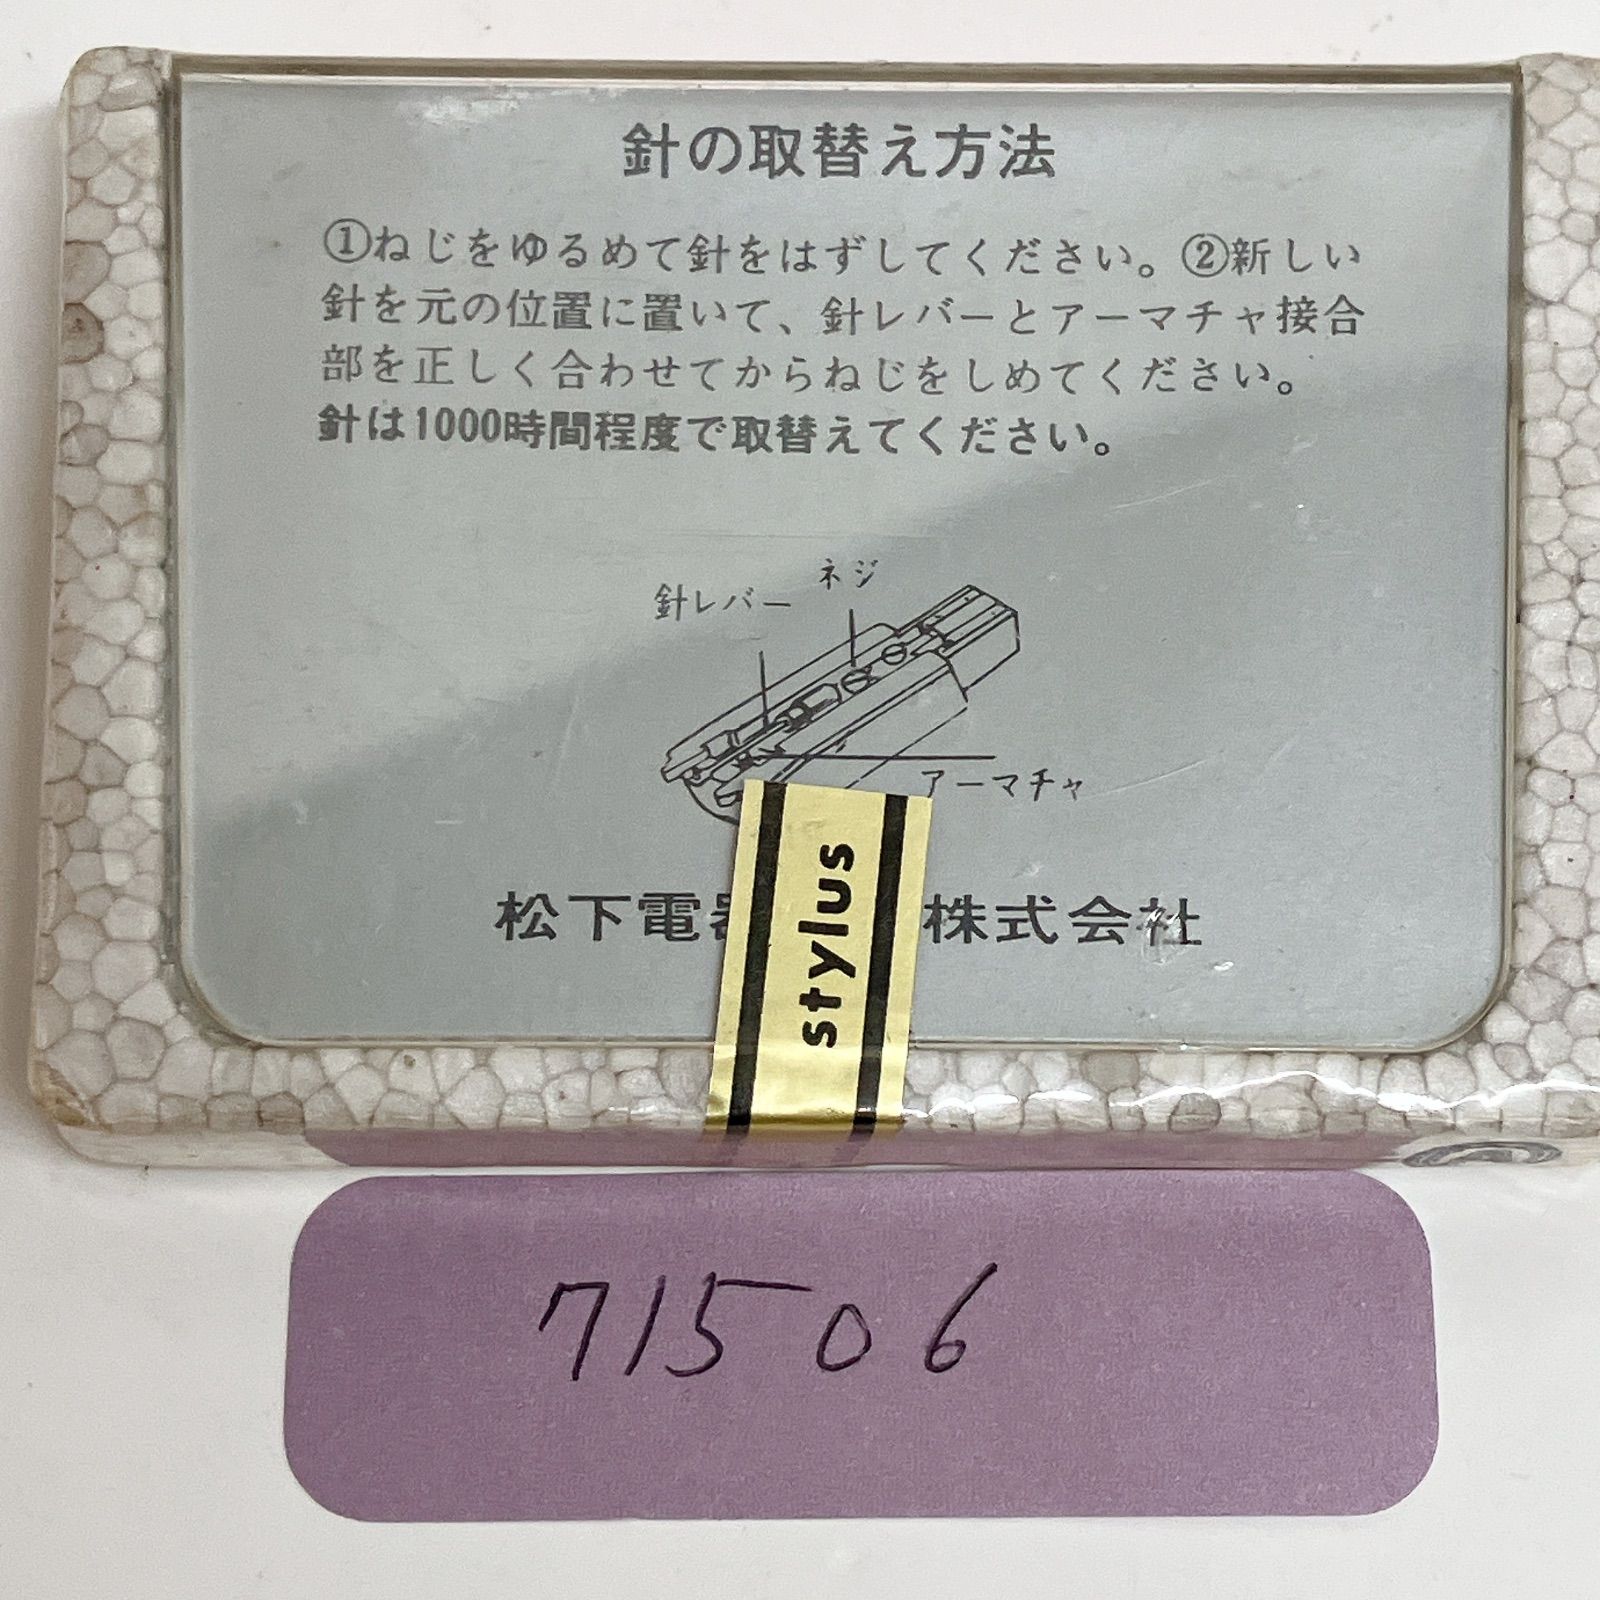 針の取替え方法
①ねじをゆるめて針をはずしてください。②新しい
針を元の位置に置いて、針レバーとアーマチャ接合
部を正しく合わせてからねじをしめてください。
針は1000時間程度で取替えてください。
ネジ
針レバー
アーマチャ
松下電 株式会社
stylus
71506